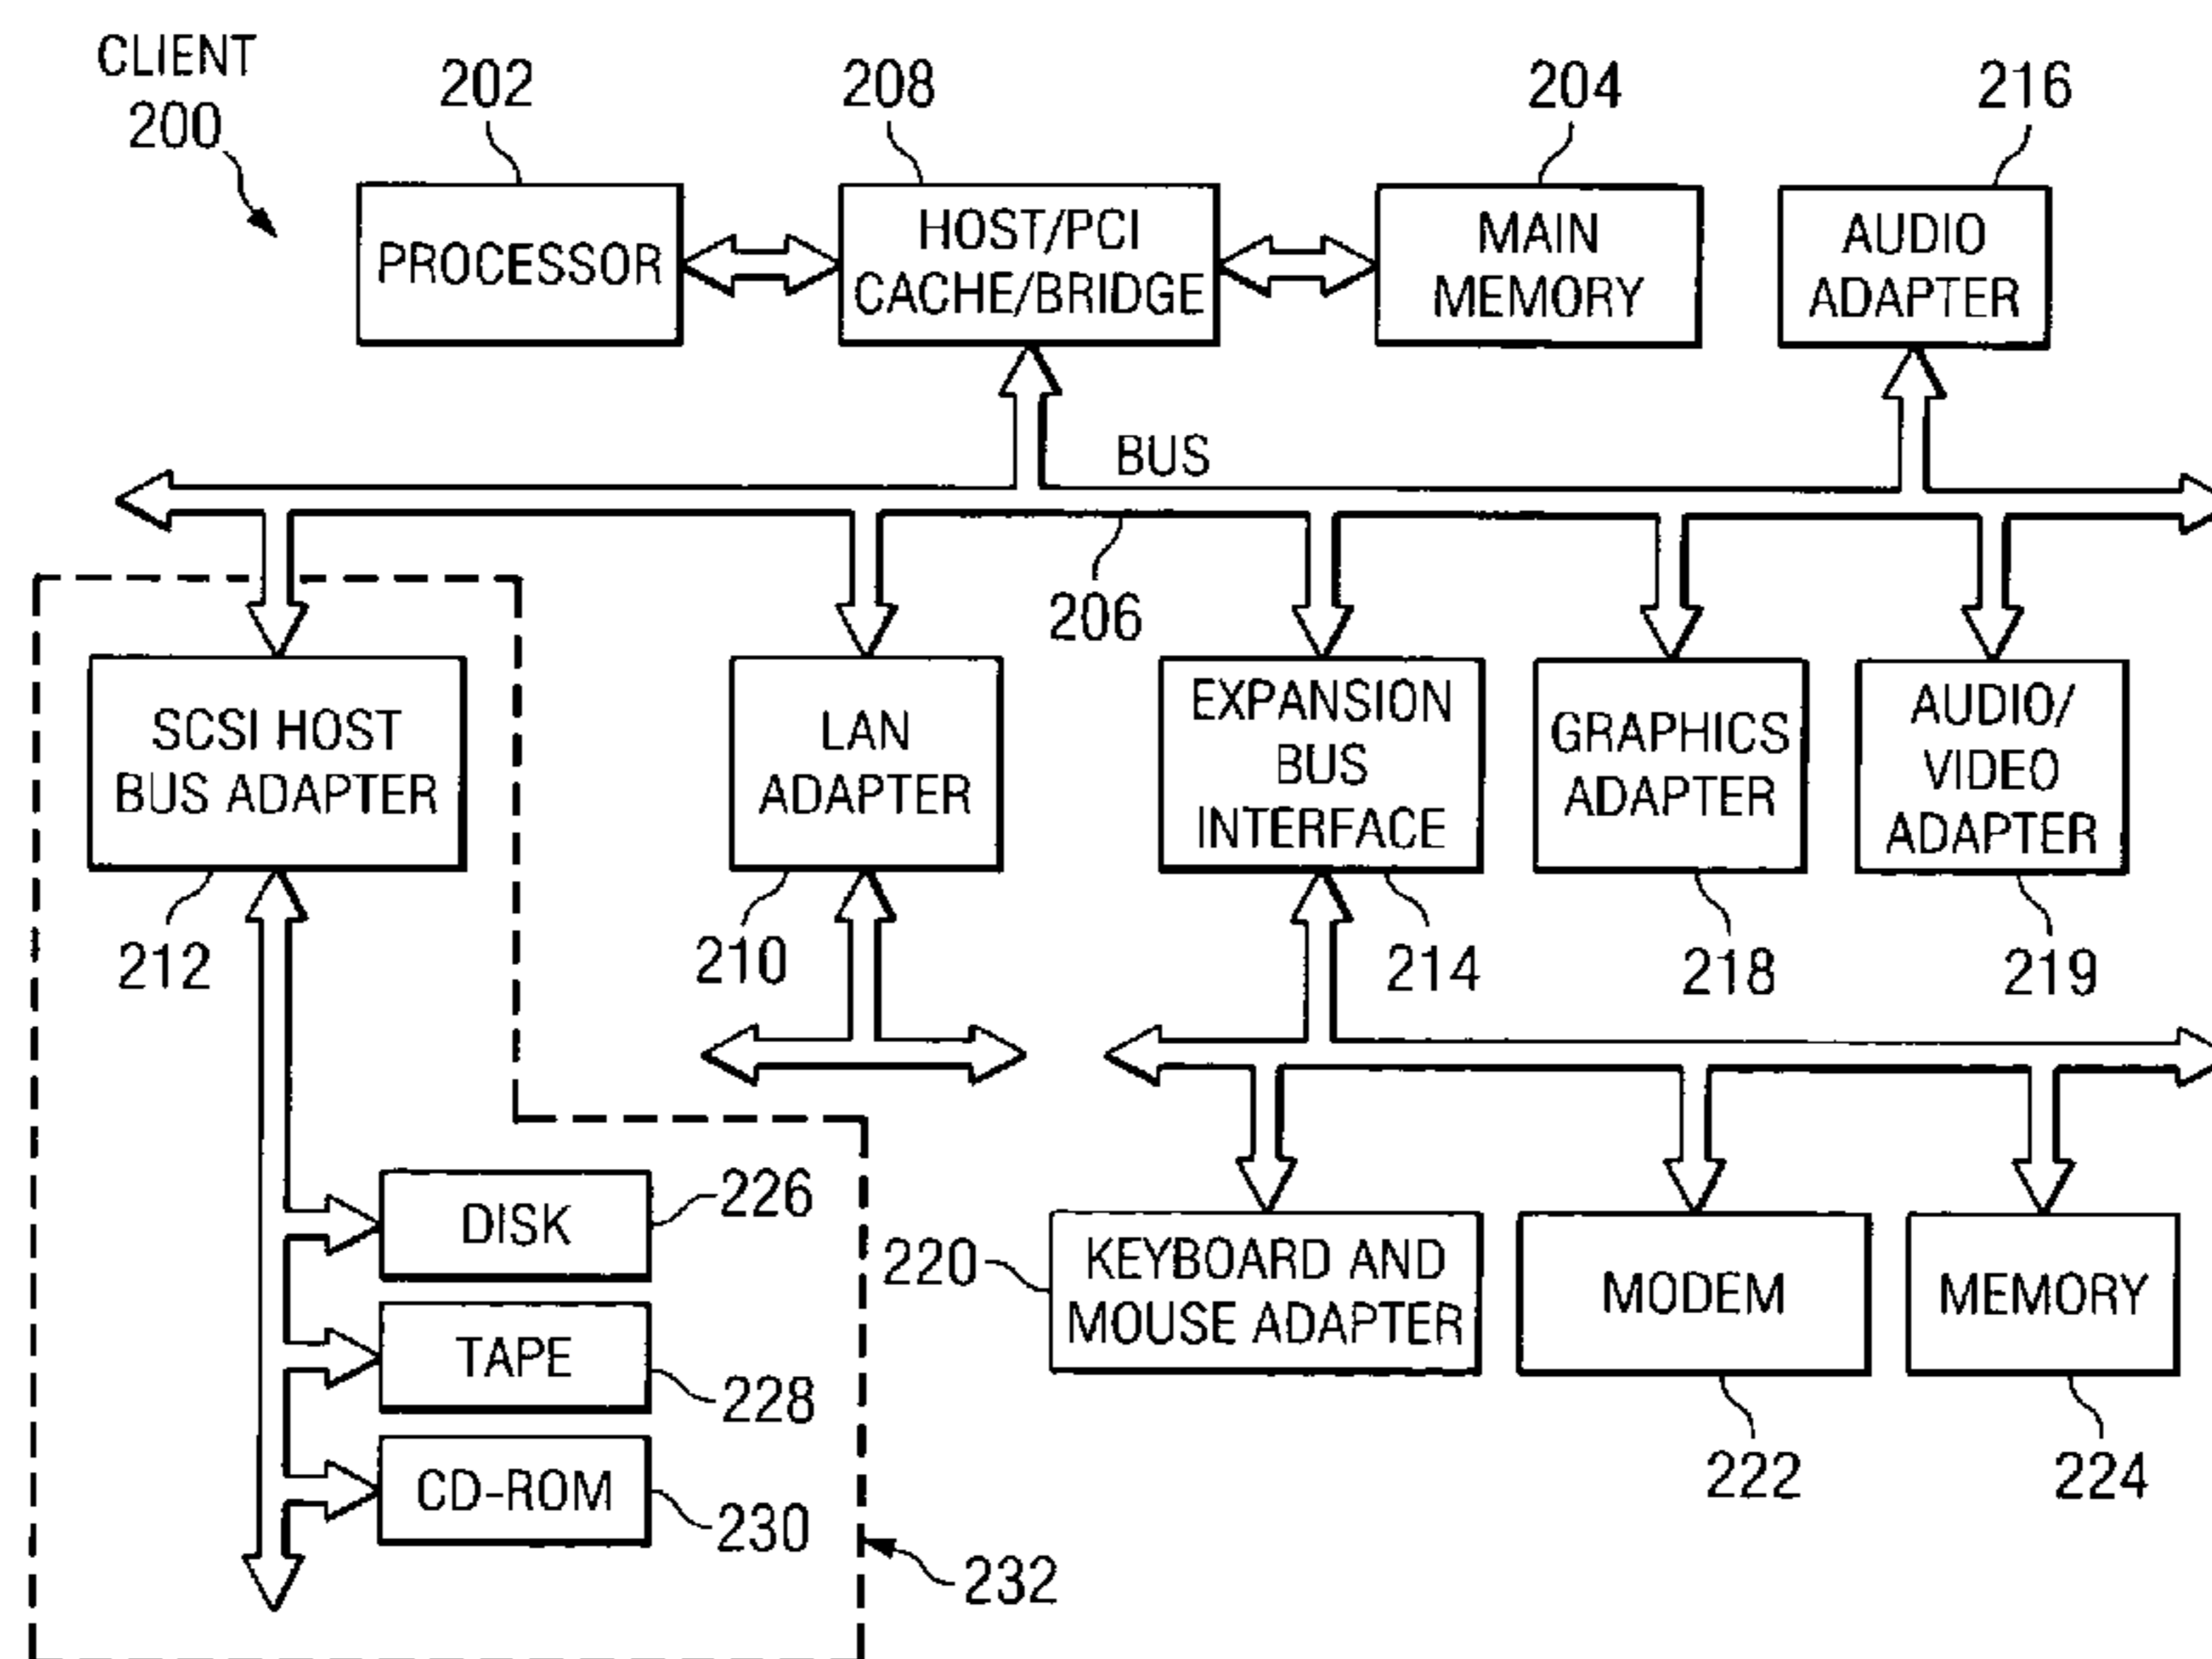 CLIENT
200
202
208
204
216
PROCESSOR
HOST/PCI
CACHE/BRIDGE
MAIN
MEMORY
AUDIO
ADAPTER
BUS
206
SCSI HOST
BUS ADAPTER
LAN
ADAPTER
EXPANSION
BUS
INTERFACE
GRAPHICS
ADAPTER
AUDIO/
VIDEO
ADAPTER
212
210
214
218
219
DISK
226
TAPE
228
CD-ROM
230
232
220
KEYBOARD AND
MOUSE ADAPTER
MODEM
MEMORY
222
224